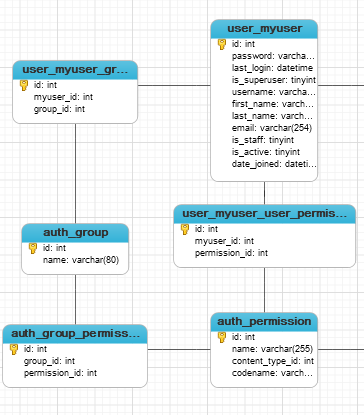 user_myuser
id: int
password: varcha...
last_login: datetime
is_superuser: tinyint
username: varcha...
first_name: varch...
last_name: varch...
email: varchar(254)
is_staff: tinyint
is_active: tinyint
date_joined: dateti...
user_myuser_gr...
id: int
myuser_id: int
group_id: int
user_myuser_user_permis...
id: int
myuser_id: int
permission_id: int
auth_group
id: int
name: varchar(80)
auth_group_permiss...
id: int
group_id: int
permission_id: int
auth_permission
id: int
name: varchar(255)
content_type_id: int
codename: varch...